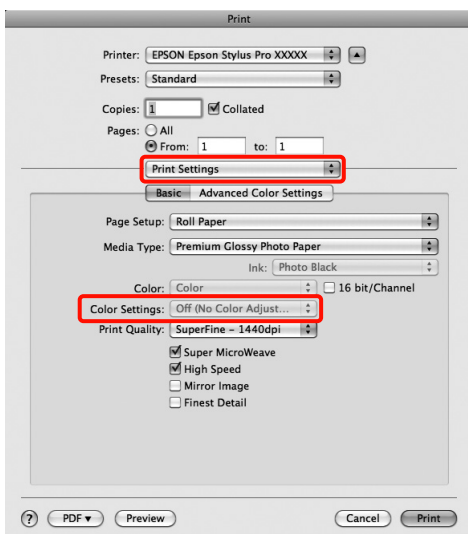 Print
Printer: EPSON Epson Stylus Pro XXXXX
Presets: Standard
Copies: 1 Collated
Pages: All
From: 1 to: 1
Print Settings
Basic Advanced Color Settings
Page Setup: Roll Paper
Media Type: Premium Glossy Photo Paper
Ink: Photo Black
Color: Color 16 bit/Channel
Color Settings: Off (No Color Adjust...
Print Quality: SuperFine – 1440dpi
Super MicroWeave
High Speed
Mirror Image
Finest Detail
? PDF ▼ Preview Cancel Print